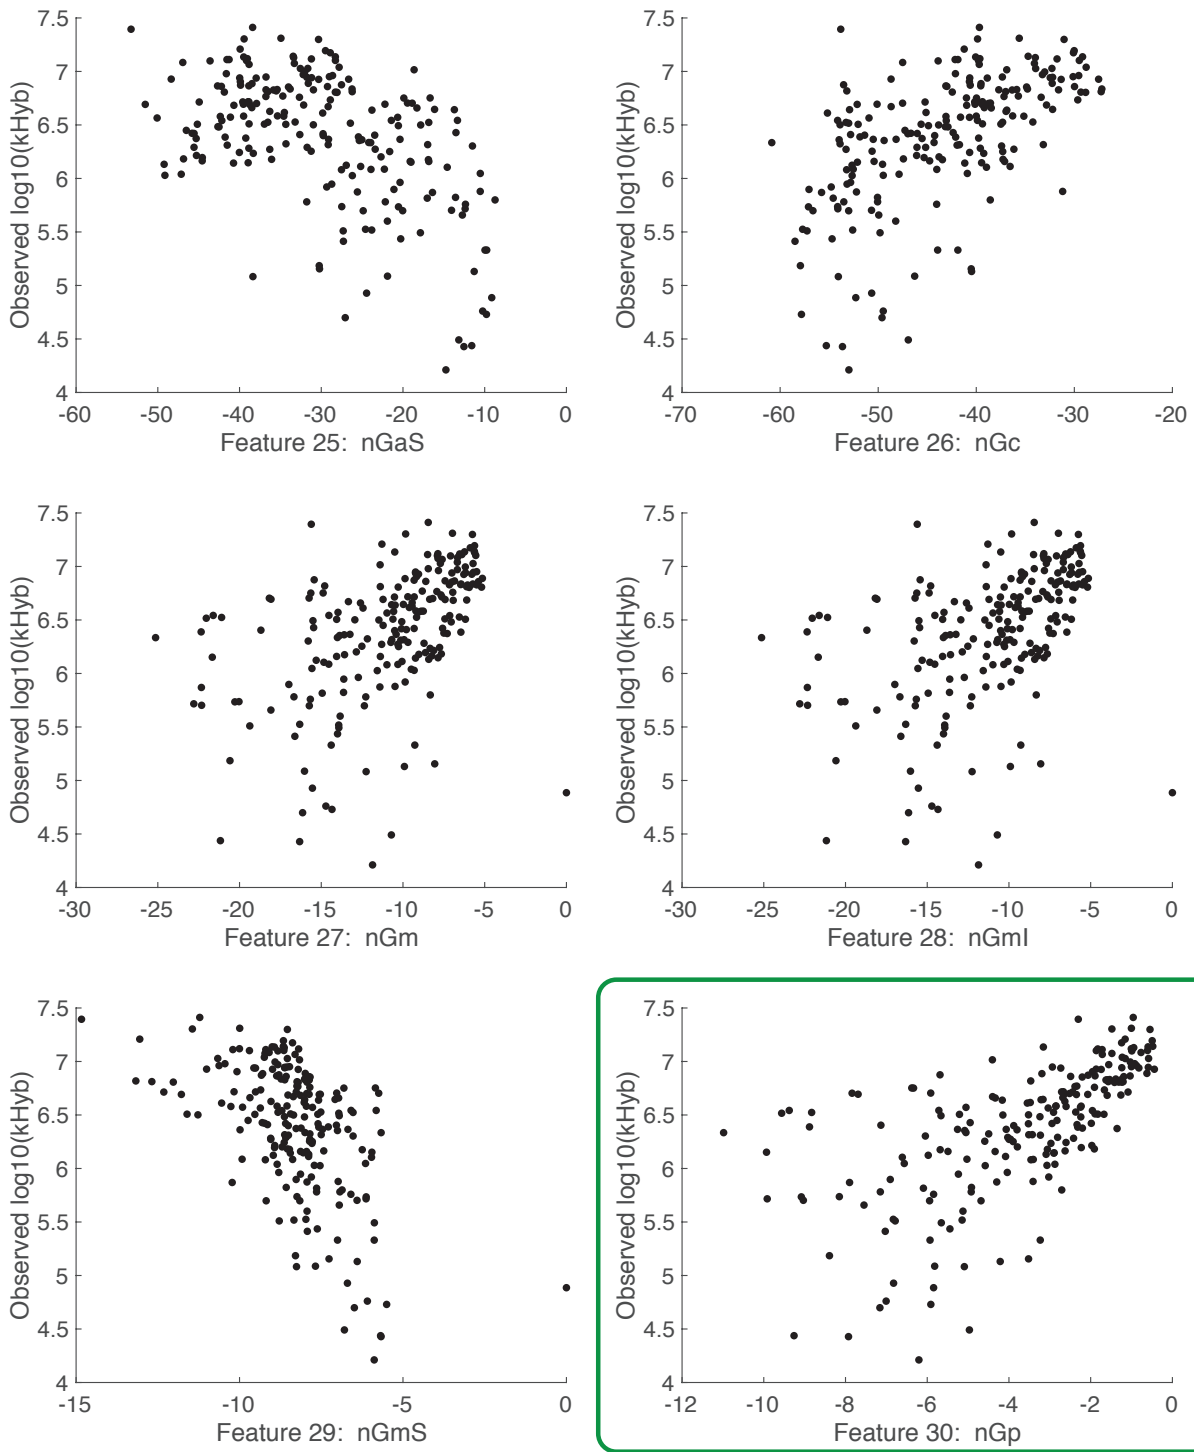 7.5 7.5
7 7
6.5 6.5
6 6
5.5 5.5
5 5
4.5 4.5
4 4
Observed log10(kHyb) Observed log10(kHyb)
-60 -50 -40 -30 -20 -10 0 -70 -60 -50 -40 -30 -20
Feature 25: nGaS Feature 26: nGc
7.5 7.5
7 7
6.5 6.5
6 6
5.5 5.5
5 5
4.5 4.5
4 4
Observed log10(kHyb) Observed log10(kHyb)
-30 -25 -20 -15 -10 -5 0 -30 -25 -20 -15 -10 -5 0
Feature 27: nGm Feature 28: nGmI
7.5 7.5
7 7
6.5 6.5
6 6
5.5 5.5
5 5
4.5 4.5
4 4
Observed log10(kHyb) Observed log10(kHyb)
-15 -10 -5 0 -12 -10 -8 -6 -4 -2 0
Feature 29: nGmS Feature 30: nGp